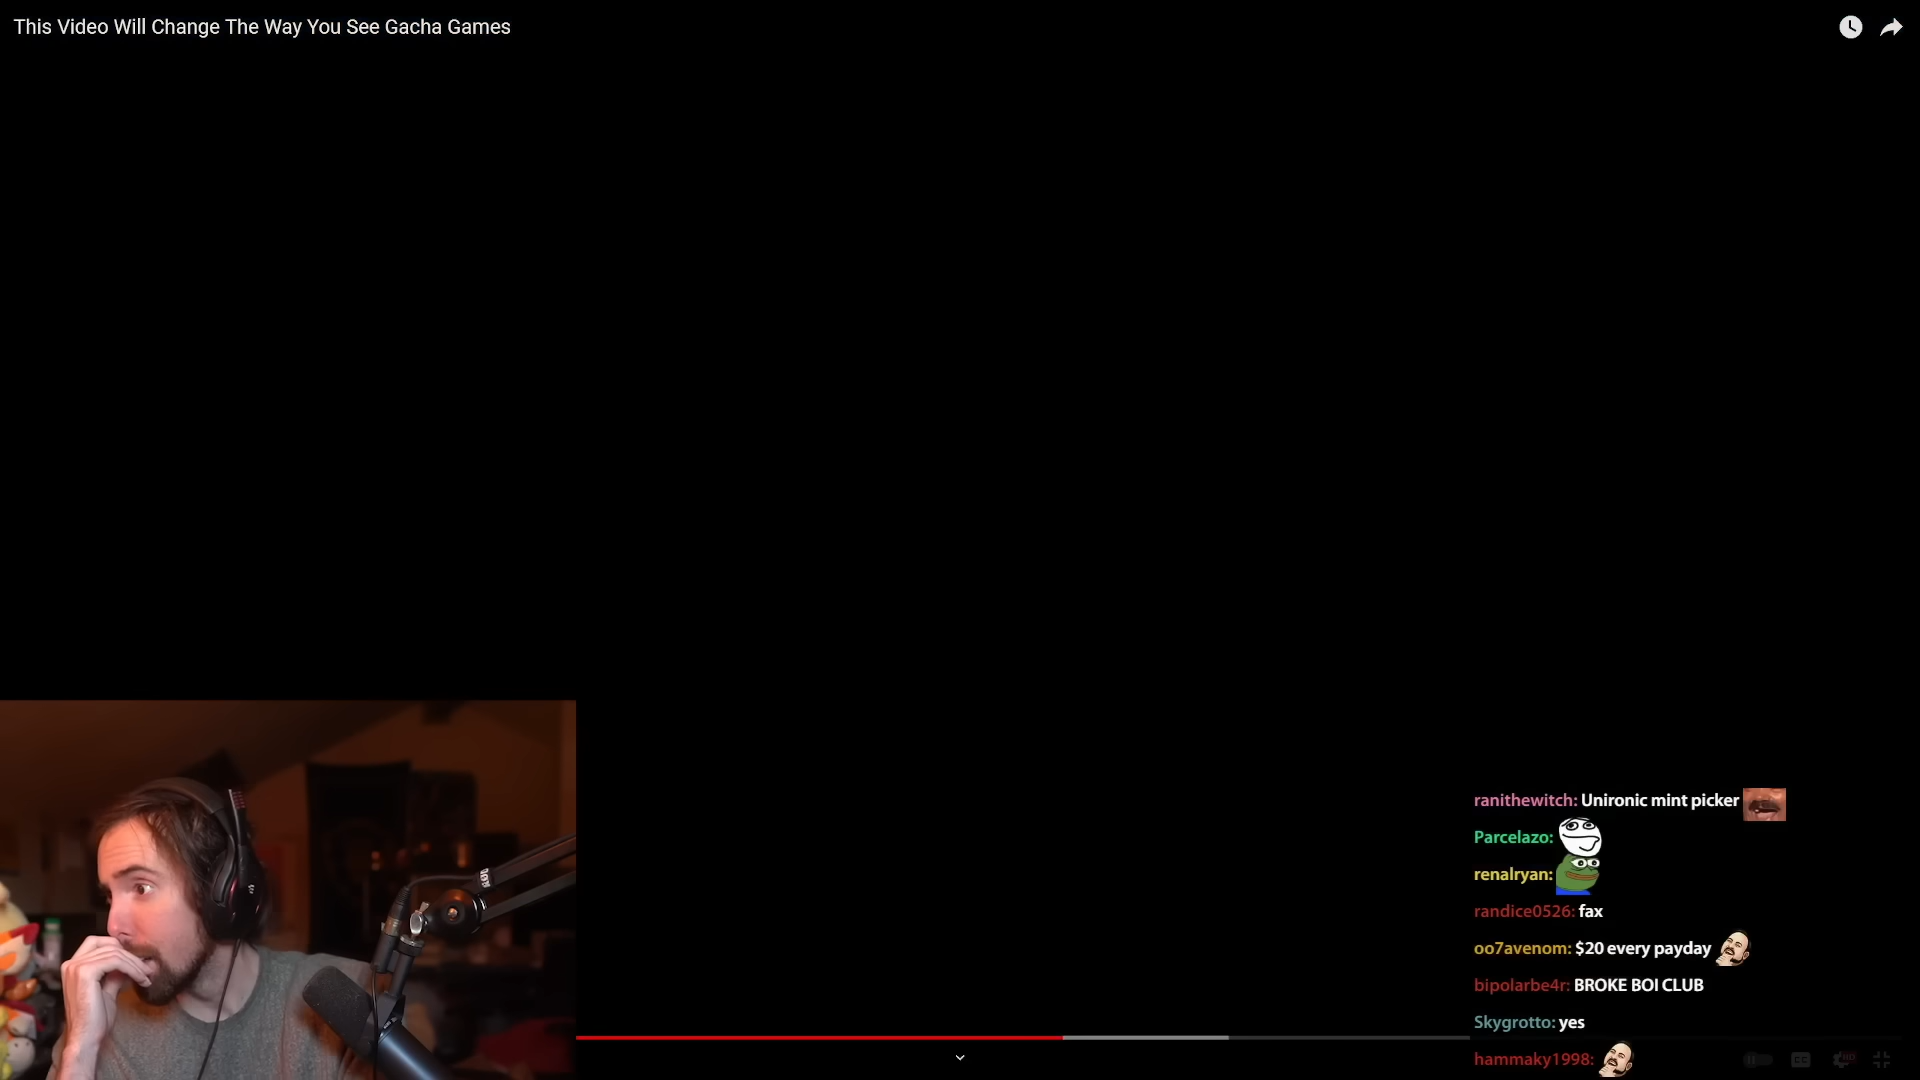 This Video Will Change The Way You See Gacha Games
ranithewitch: Unironic mint picker
Parcelazo:
renalryan:
randice0526: fax
oo7avenom: $20 every payday
bipolarbe4r: BROKE BOI CLUB
Skygrotto: yes
hammaky1998: